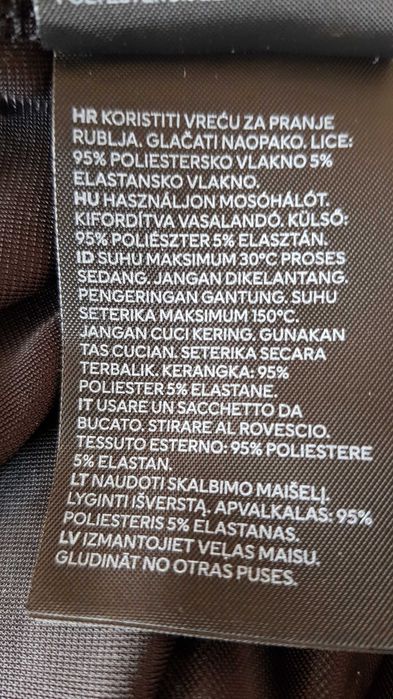 HR KORISTITI VREĆU ZA PRANJE
RUBLJA. GLAČATI NAOPAKO. LICE:
95% POLIESTERSKO VLAKNO 5%
ELASTANSKO VLAKNO.
HU HASZNÁLJON MOSÓHÁLÓT.
KIFORDÍTVA VASALANDÓ. KÜLSŐ:
95% POLIÉSZTER 5% ELASZTÁN.
ID SUHU MAKSIMUM 30°C PROSES
SEDANG. JANGAN DIKELANTANG.
PENGERINGAN GANTUNG. SUHU
SETERIKA MAKSIMUM 150°C.
JANGAN CUCI KERING. GUNAKAN
TAS CUCIAN. SETERIKA SECARA
TERBALIK. KERANGKA: 95%
POLIESTER 5% ELASTANE.
IT USARE UN SACCHETTO DA
BUCATO. STIRARE AL ROVESCIO.
TESSUTO ESTERNO: 95% POLIESTERE
5% ELASTAN.
LT NAUDOTI SKALBIMO MAIŠELĮ.
LYGINTI IŠVERSTĄ. APVALKALAS: 95%
POLIESTERIS 5% ELASTANAS.
LV IZMANTOJIET VEĻAS MAISU.
GLUDINĀT NO OTRAS PUSES.